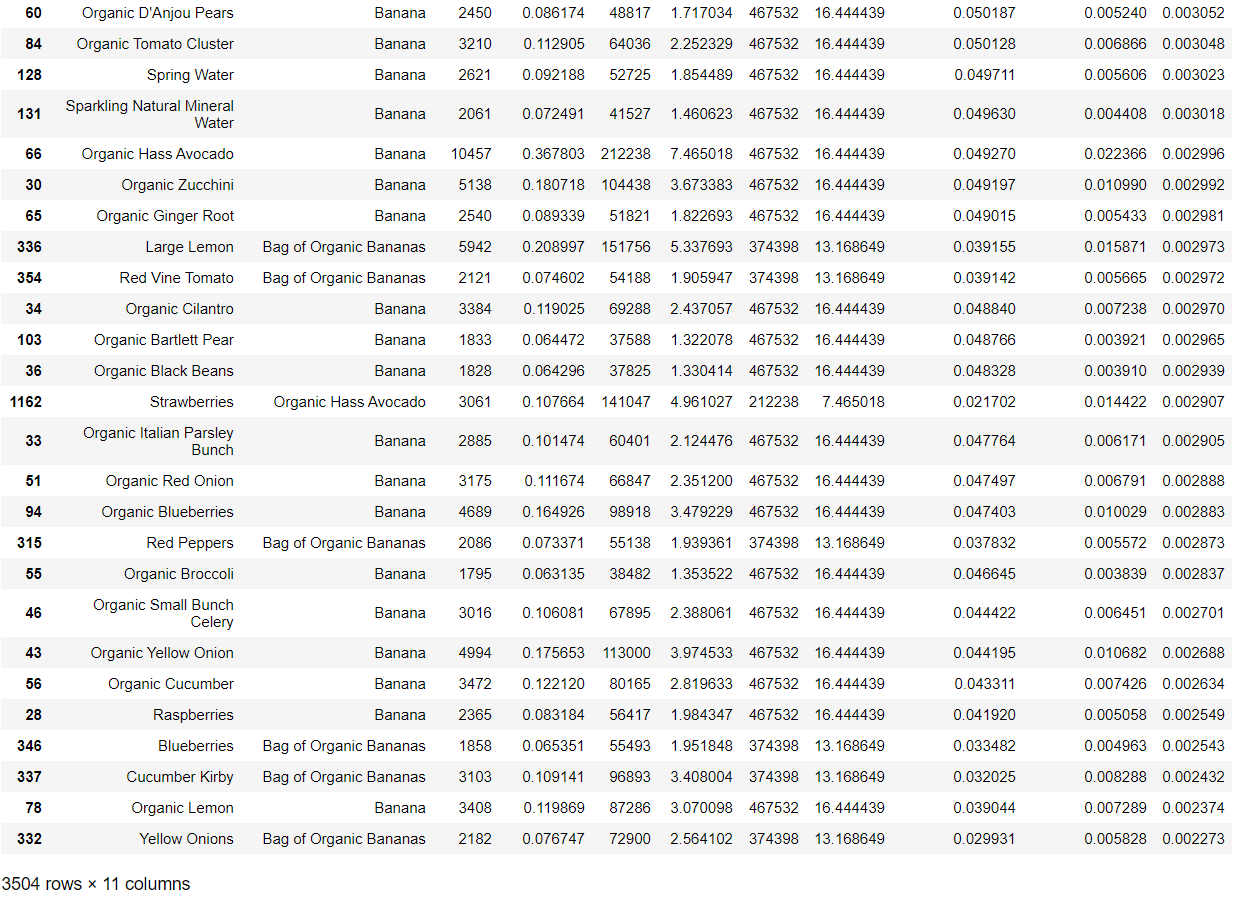 60 Organic D'Anjou Pears Banana 2450 0.086174 48817 1.717034 467532 16.444439 0.050187 0.005240 0.003052
84 Organic Tomato Cluster Banana 3210 0.112905 64036 2.252329 467532 16.444439 0.050128 0.006866 0.003048
128 Spring Water Banana 2621 0.092188 52725 1.854489 467532 16.444439 0.049711 0.005606 0.003023
131 Sparkling Natural Mineral
Water Banana 2061 0.072491 41527 1.460623 467532 16.444439 0.049630 0.004408 0.003018
66 Organic Hass Avocado Banana 10457 0.367803 212238 7.465018 467532 16.444439 0.049270 0.022366 0.002996
30 Organic Zucchini Banana 5138 0.180718 104438 3.673383 467532 16.444439 0.049197 0.010990 0.002992
65 Organic Ginger Root Banana 2540 0.089339 51821 1.822693 467532 16.444439 0.049015 0.005433 0.002981
336 Large Lemon Bag of Organic Bananas 5942 0.208997 151756 5.337693 374398 13.168649 0.039155 0.015871 0.002973
354 Red Vine Tomato Bag of Organic Bananas 2121 0.074602 54188 1.905947 374398 13.168649 0.039142 0.005665 0.002972
34 Organic Cilantro Banana 3384 0.119025 69288 2.437057 467532 16.444439 0.048840 0.007238 0.002970
103 Organic Bartlett Pear Banana 1833 0.064472 37588 1.322078 467532 16.444439 0.048766 0.003921 0.002965
36 Organic Black Beans Banana 1828 0.064296 37825 1.330414 467532 16.444439 0.048328 0.003910 0.002939
1162 Strawberries Organic Hass Avocado 3061 0.107664 141047 4.961027 212238 7.465018 0.021702 0.014422 0.002907
33 Organic Italian Parsley
Bunch Banana 2885 0.101474 60401 2.124476 467532 16.444439 0.047764 0.006171 0.002905
51 Organic Red Onion Banana 3175 0.111674 66847 2.351200 467532 16.444439 0.047497 0.006791 0.002888
94 Organic Blueberries Banana 4689 0.164926 98918 3.479229 467532 16.444439 0.047403 0.010029 0.002883
315 Red Peppers Bag of Organic Bananas 2086 0.073371 55138 1.939361 374398 13.168649 0.037832 0.005572 0.002873
55 Organic Broccoli Banana 1795 0.063135 38482 1.353522 467532 16.444439 0.046645 0.003839 0.002837
46 Organic Small Bunch
Celery Banana 3016 0.106081 67895 2.388061 467532 16.444439 0.044422 0.006451 0.002701
43 Organic Yellow Onion Banana 4994 0.175653 113000 3.974533 467532 16.444439 0.044195 0.010682 0.002688
56 Organic Cucumber Banana 3472 0.122120 80165 2.819633 467532 16.444439 0.043311 0.007426 0.002634
28 Raspberries Banana 2365 0.083184 56417 1.984347 467532 16.444439 0.041920 0.005058 0.002549
346 Blueberries Bag of Organic Bananas 1858 0.065351 55493 1.951848 374398 13.168649 0.033482 0.004963 0.002543
337 Cucumber Kirby Bag of Organic Bananas 3103 0.109141 96893 3.408004 374398 13.168649 0.032025 0.008288 0.002432
78 Organic Lemon Banana 3408 0.119869 87286 3.070098 467532 16.444439 0.039044 0.007289 0.002374
332 Yellow Onions Bag of Organic Bananas 2182 0.076747 72900 2.564102 374398 13.168649 0.029931 0.005828 0.002273
3504 rows × 11 columns